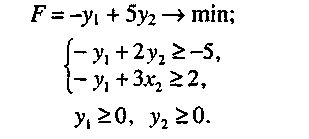 F = -y₁ + 5y₂ → min;
- y₁ + 2y₂ ≥ -5,
- y₁ + 3x₂ ≥ 2,
y₁ ≥ 0, y₂ ≥ 0.